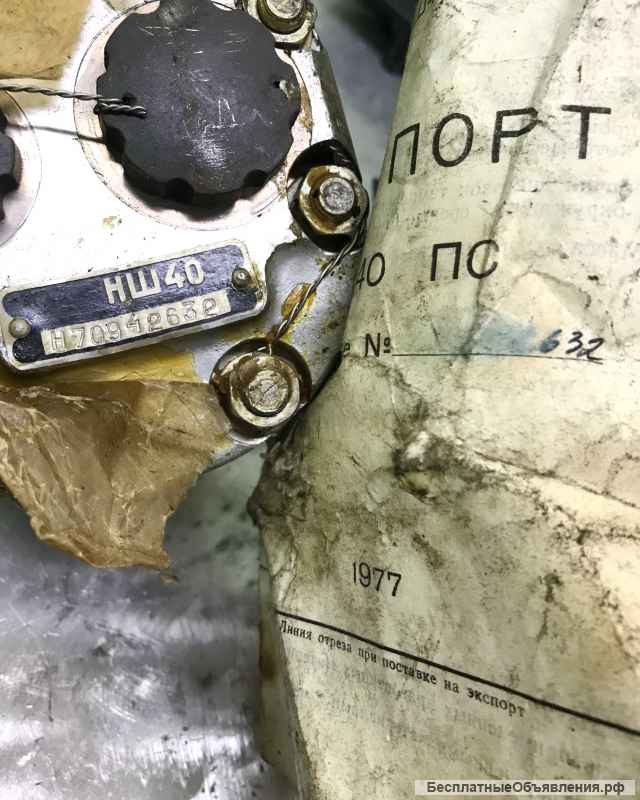 НШ40
Н70942632
ПОРТ
40 ПС
№ 632
1977
Линия отреза при поставке на экспорт
БесплатныеОбъявления.рф